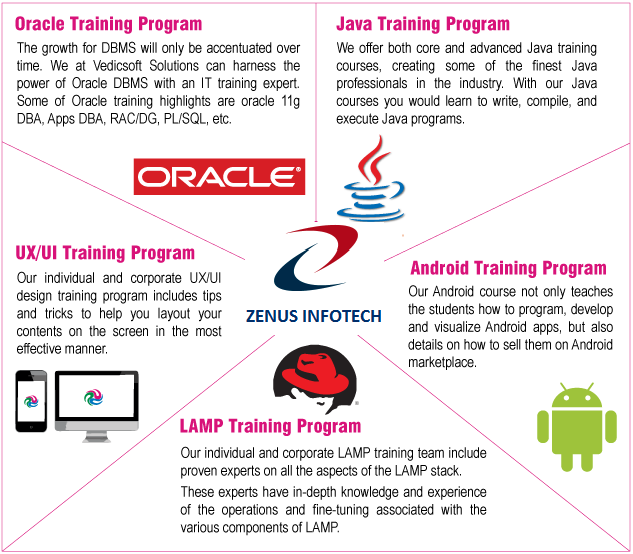 Oracle Training Program
The growth for DBMS will only be accentuated over
time. We at Vedicsoft Solutions can harness the
power of Oracle DBMS with an IT training expert.
Some of Oracle training highlights are oracle 11g
DBA, Apps DBA, RAC/DG, PL/SQL, etc.
Java Training Program
We offer both core and advanced Java training
courses, creating some of the finest Java
professionals in the industry. With our Java
courses you would learn to write, compile, and
execute Java programs.
ORACLE®
UX/UI Training Program
Our individual and corporate UX/UI
design training program includes tips
and tricks to help you layout your
contents on the screen in the most
effective manner.
ZENUS INFOTECH
Android Training Program
Our Android course not only teaches
the students how to program, develop
and visualize Android apps, but also
details on how to sell them on Android
marketplace.
LAMP Training Program
Our individual and corporate LAMP training team include
proven experts on all the aspects of the LAMP stack.
These experts have in-depth knowledge and experience
of the operations and fine-tuning associated with the
various components of LAMP.